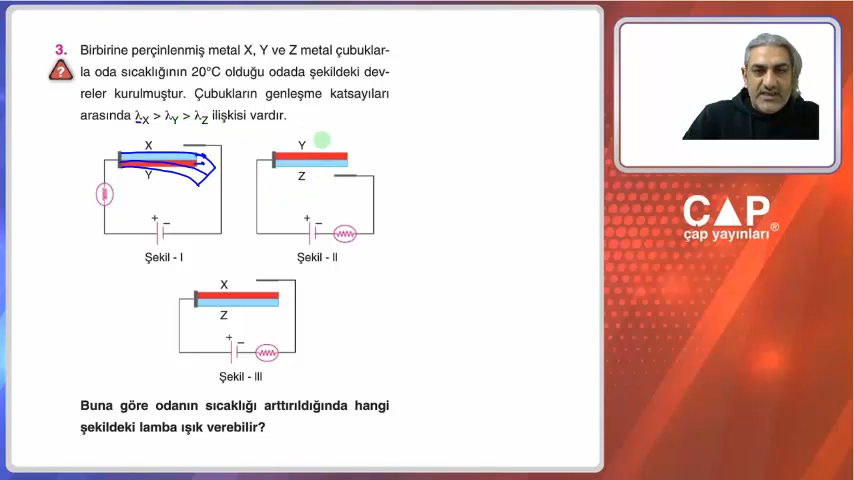 3. Birbirine perçinlenmiş metal X, Y ve Z metal çubuklar-
? la oda sıcaklığının 20°C olduğu odada şekildeki dev-
reler kurulmuştur. Çubukların genleşme katsayıları
arasında λX > λY > λZ ilişkisi vardır.
X
Y
+ −
Şekil - I
Y
Z
+ −
Şekil - II
X
Z
+ −
Şekil - III
Buna göre odanın sıcaklığı arttırıldığında hangi
şekildeki lamba ışık verebilir?
ÇAP
çap yayınları®